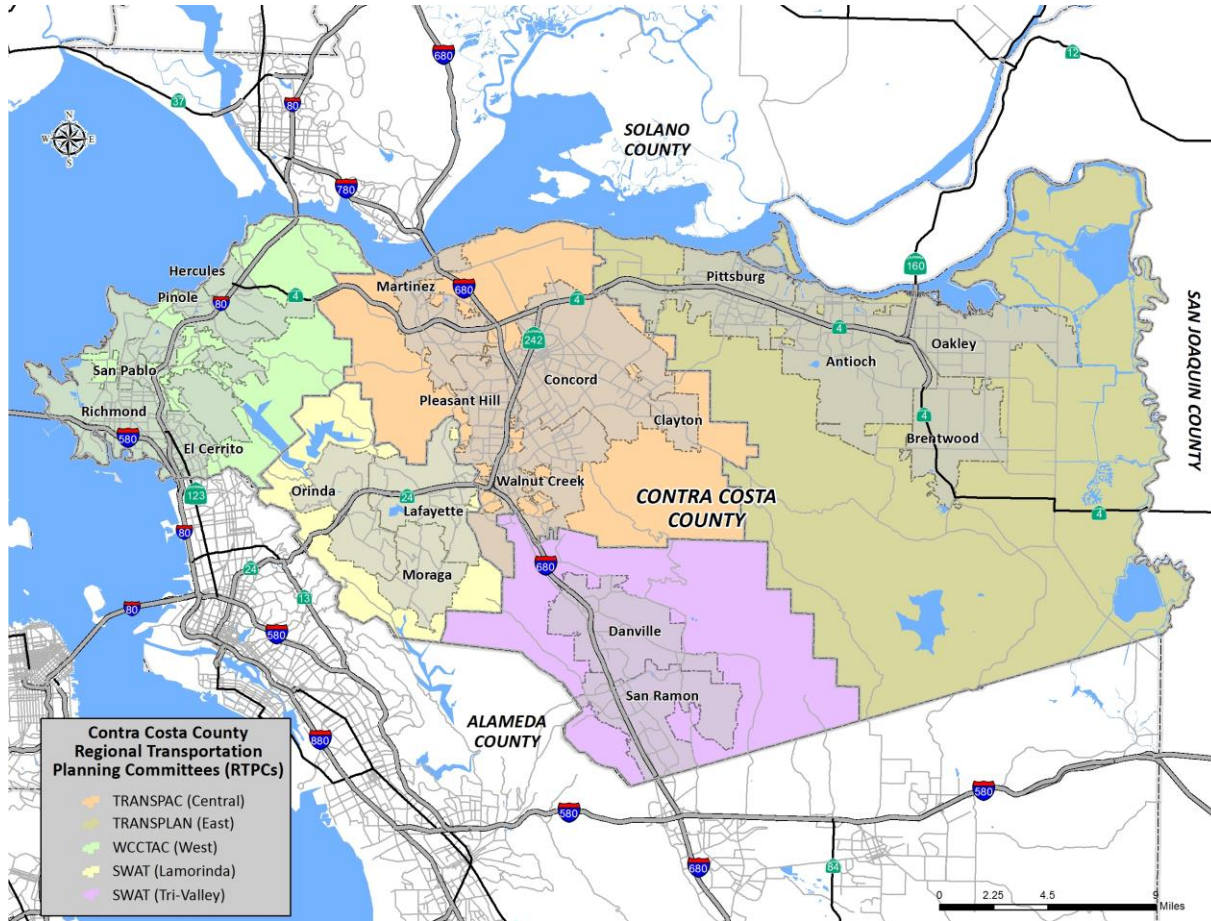 680
12
37
80
N
W E
S
SOLANO
COUNTY
780
160
Hercules
Pinole
80
4
Martinez
680
4
Pittsburg
SAN JOAQUIN COUNTY
242
4
Oakley
Antioch
San Pablo
Concord
Richmond
Pleasant Hill
4
Clayton
580
El Cerrito
Brentwood
123
Orinda
24
Walnut Creek
Lafayette
CONTRA COSTA
COUNTY
4
80
24
680
Moraga
13
80
580
Danville
San Ramon
ALAMEDA
COUNTY
880
Contra Costa County
Regional Transportation
Planning Committees (RTPCs)
TRANSPAC (Central)
TRANSPLAN (East)
WCCTAC (West)
SWAT (Lamorinda)
SWAT (Tri-Valley)
580
580
680
84
0 2.25 4.5 9
Miles